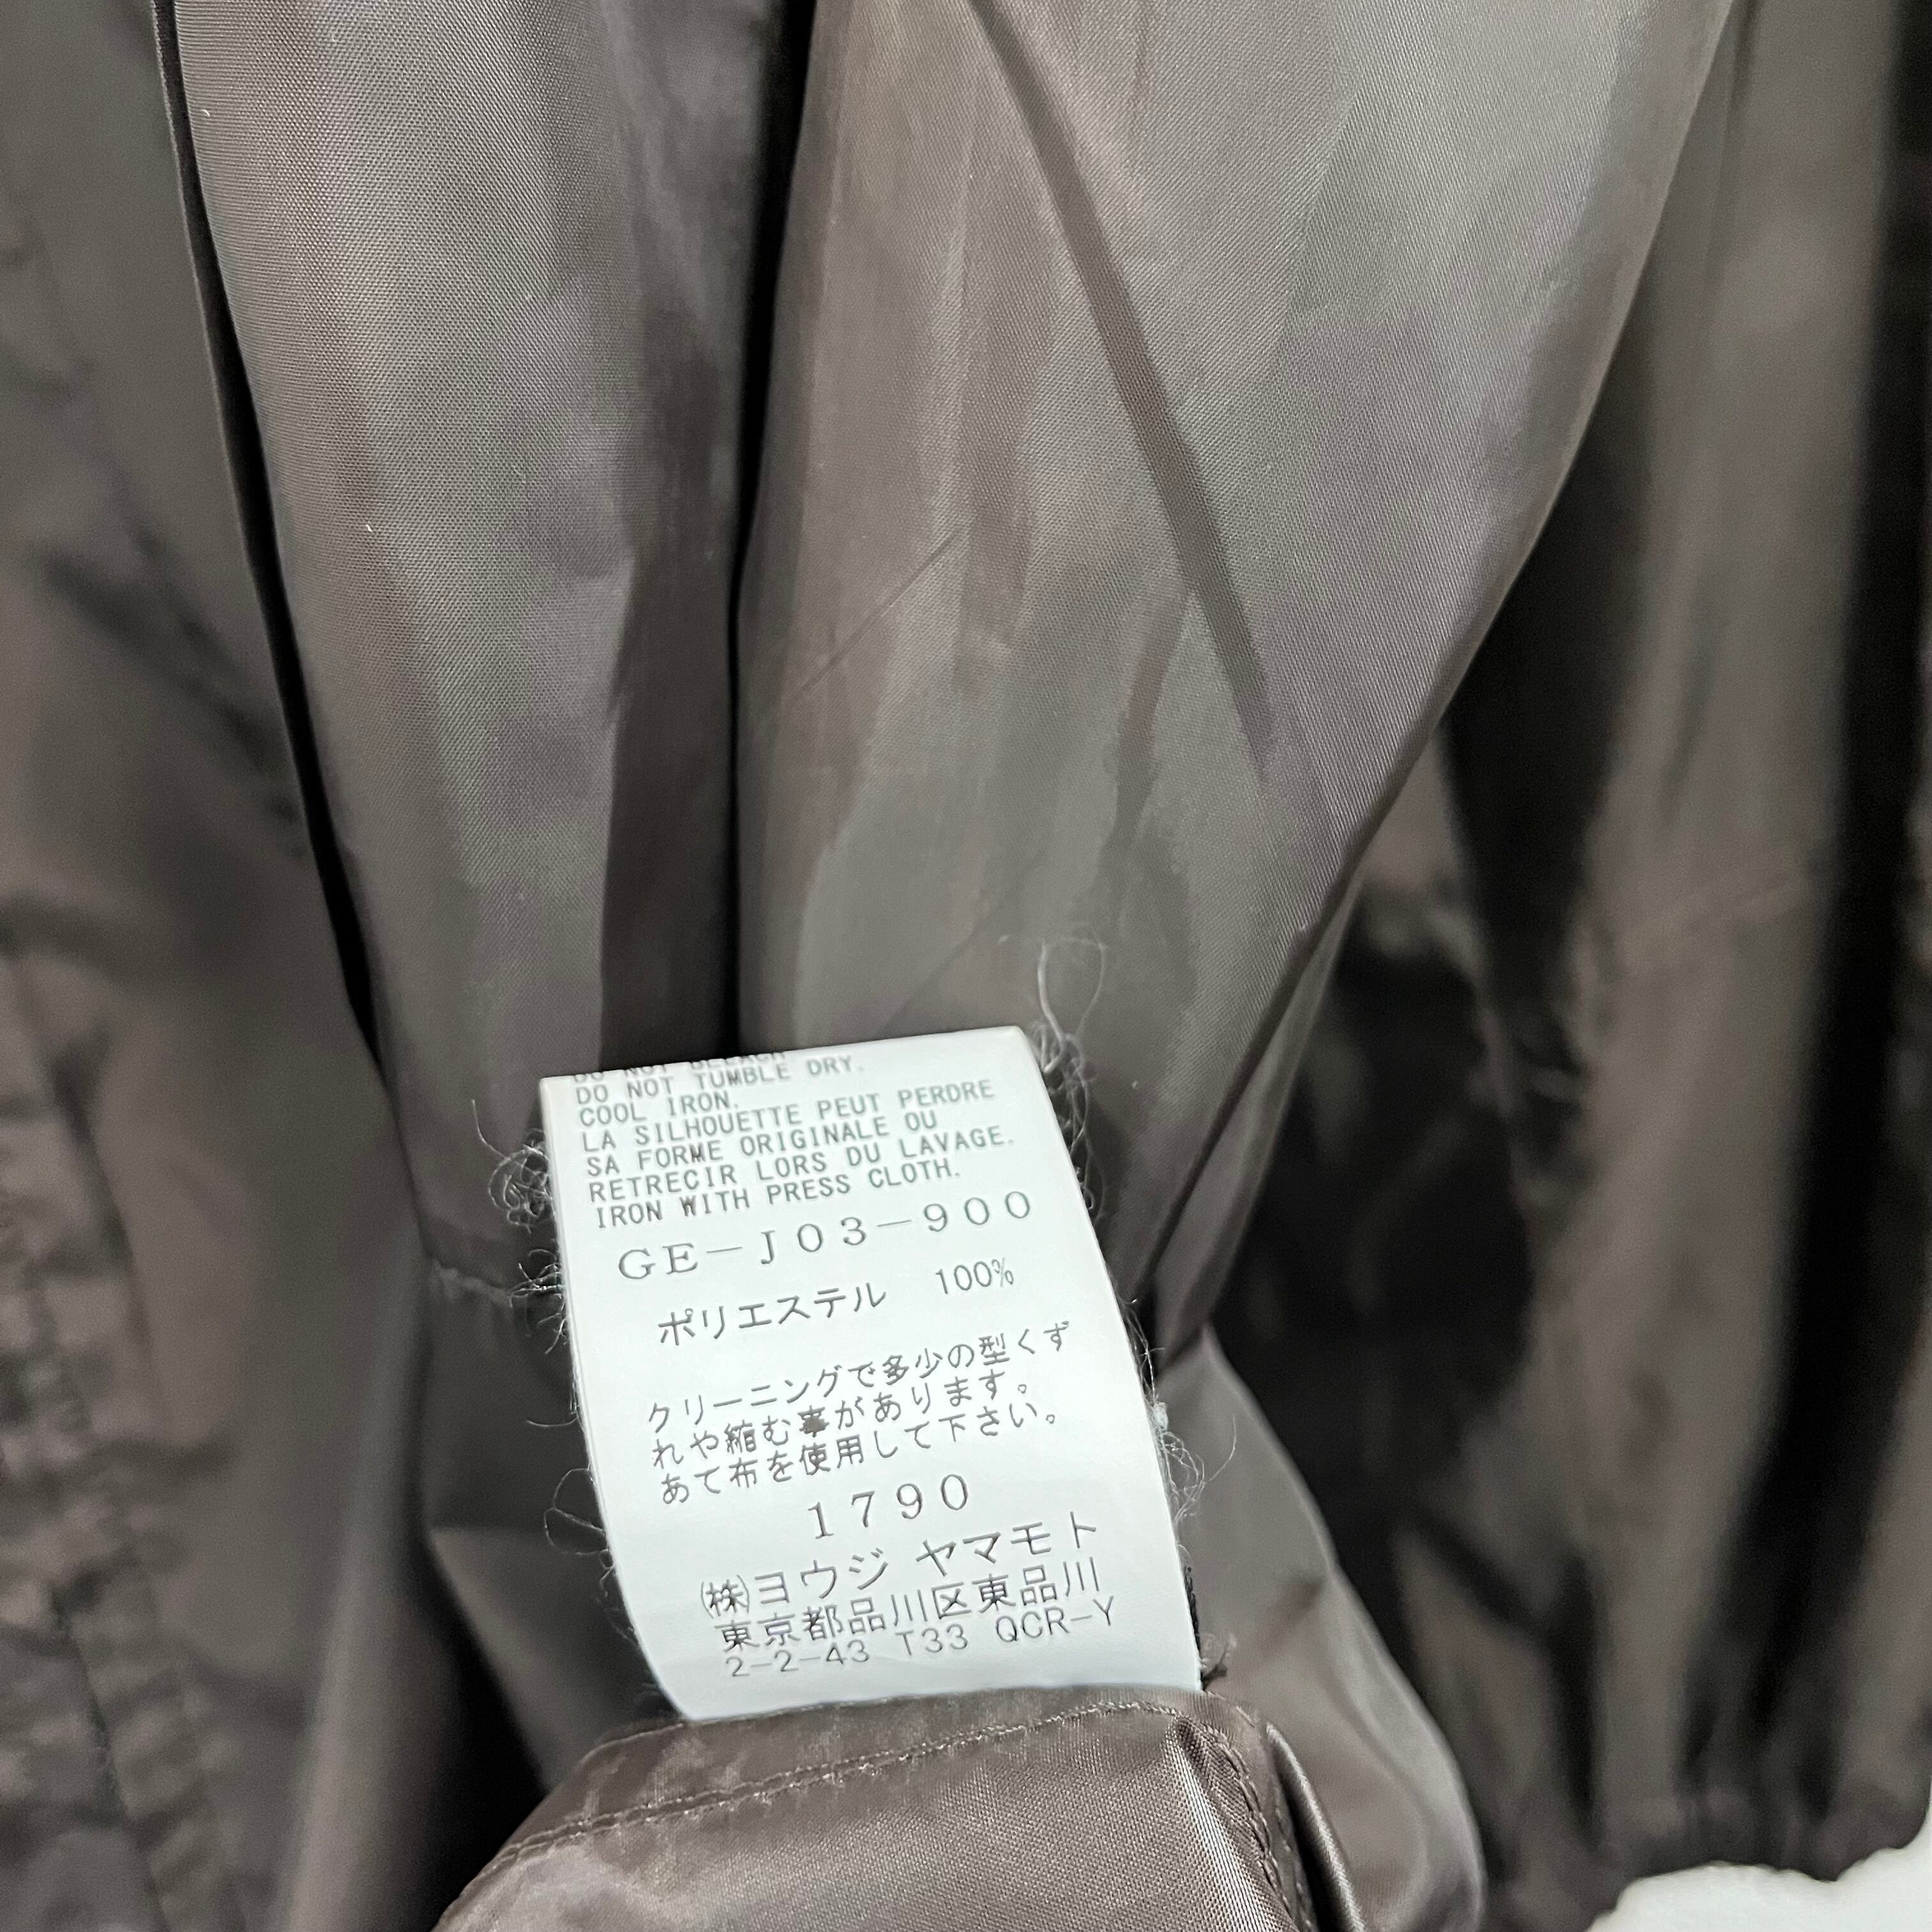 DO NOT BLEACH
DO NOT TUMBLE DRY.
COOL IRON.
LA SILHOUETTE PEUT PERDRE
SA FORME ORIGINALE OU
RETRECIR LORS DU LAVAGE.
IRON WITH PRESS CLOTH.
GE-J03-900
ポリエステル 100%
クリーニングで多少の型くず
れや縮む事があります。
あて布を使用して下さい。
1790
㈱ヨウジ ヤマモト
東京都品川区東品川
2-2-43 T33 QCR-Y